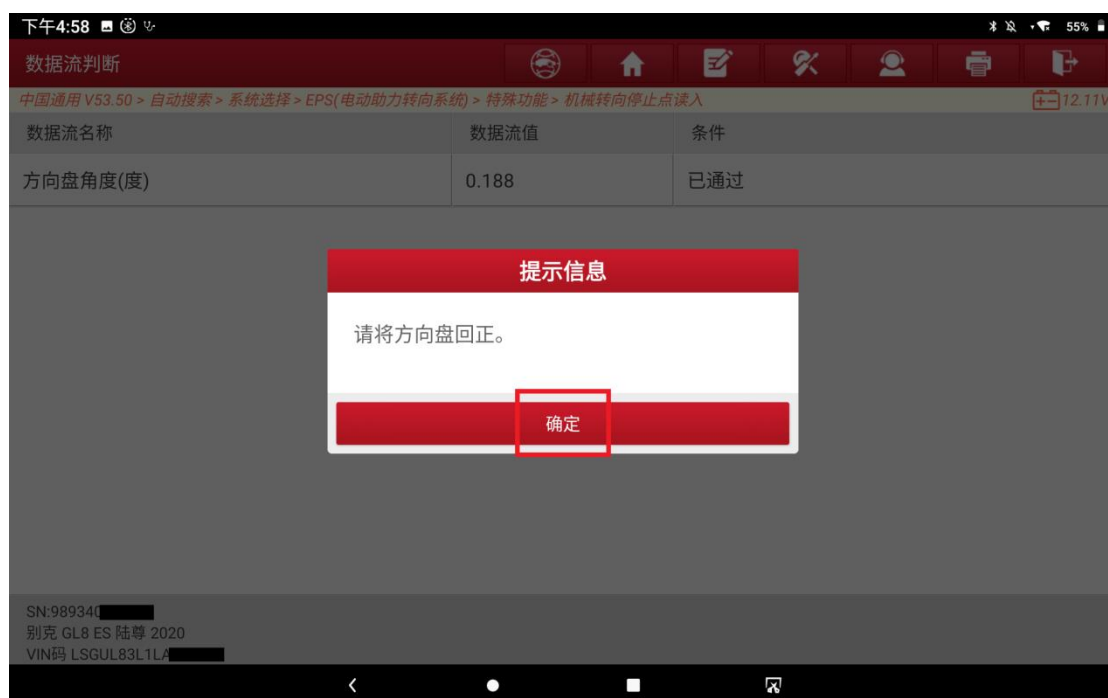 下午4:58
55%
数据流判断
中国通用 V53.50 > 自动搜索 > 系统选择 > EPS(电动助力转向系统) > 特殊功能 > 机械转向停止点读入
12.11V
数据流名称 数据流值 条件
方向盘角度(度) 0.188 已通过
提示信息
请将方向盘回正。
确定
SN:989340
别克 GL8 ES 陆尊 2020
VIN码 LSGUL83L1LA